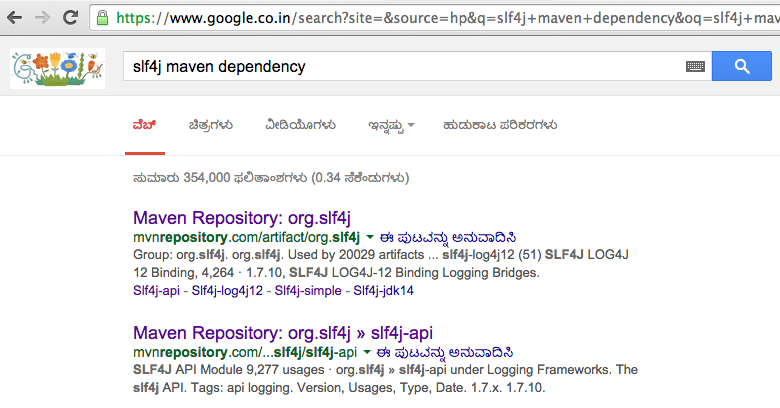 https://www.google.co.in/search?site=&source=hp&q=slf4j+maven+dependency&oq=slf4j+mav
slf4j maven dependency
ವೆಬ್ ಚಿತ್ರಗಳು ವೀಡಿಯೊಗಳು ಇನ್ನಷ್ಟು ಹುಡುಕಾಟ ಪರಿಕರಗಳು
ಸುಮಾರು 354,000 ಫಲಿತಾಂಶಗಳು (0.34 ಸೆಕೆಂಡುಗಳು)
Maven Repository: org.slf4j
mvnrepository.com/artifact/org.slf4j ಈ ಪುಟವನ್ನು ಅನುವಾದಿಸಿ
Group: org.slf4j. org.slf4j. Used by 20029 artifacts ... slf4j-log4j12 (51) SLF4J LOG4J
12 Binding, 4,264 · 1.7.10, SLF4J LOG4J-12 Binding Logging Bridges.
Slf4j-api - Slf4j-log4j12 - Slf4j-simple - Slf4j-jdk14
Maven Repository: org.slf4j » slf4j-api
mvnrepository.com/...slf4j/slf4j-api ಈ ಪುಟವನ್ನು ಅನುವಾದಿಸಿ
SLF4J API Module 9,277 usages · org.slf4j » slf4j-api under Logging Frameworks. The
slf4j API. Tags: api logging. Version, Usages, Type, Date. 1.7.x. 1.7.10.